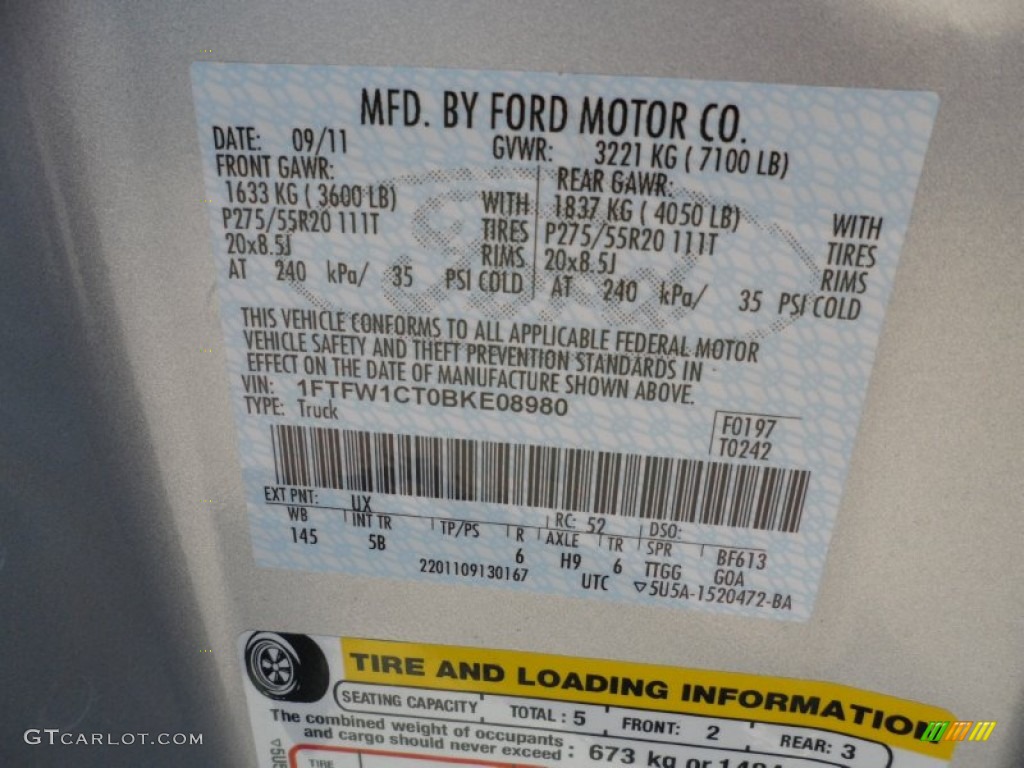 MFD. BY FORD MOTOR CO.
DATE: 09/11 GVWR: 3221 KG ( 7100 LB)
FRONT GAWR: REAR GAWR:
1633 KG ( 3600 LB) WITH 1837 KG ( 4050 LB) WITH
P275/55R20 111T TIRES P275/55R20 111T TIRES
20x8.5J RIMS 20x8.5J RIMS
AT 240 kPa/ 35 PSI COLD AT 240 kPa/ 35 PSI COLD
THIS VEHICLE CONFORMS TO ALL APPLICABLE FEDERAL MOTOR
VEHICLE SAFETY AND THEFT PREVENTION STANDARDS IN
EFFECT ON THE DATE OF MANUFACTURE SHOWN ABOVE.
VIN: 1FTFW1CT0BKE08980
TYPE: Truck
F0197
T0242
EXT PNT: UX RC: 52 DSO:
WB INT TR TP/PS R AXLE TR SPR BF613
145 5B 6 H9 6 TTGG GOA
2201109130167 UTC ▽5U5A-1520472-BA
TIRE AND LOADING INFORMATION
SEATING CAPACITY TOTAL : 5 FRONT: 2 REAR: 3
The combined weight of occupants
and cargo should never exceed : 673 kg or
TIRE
GTCarlot.com